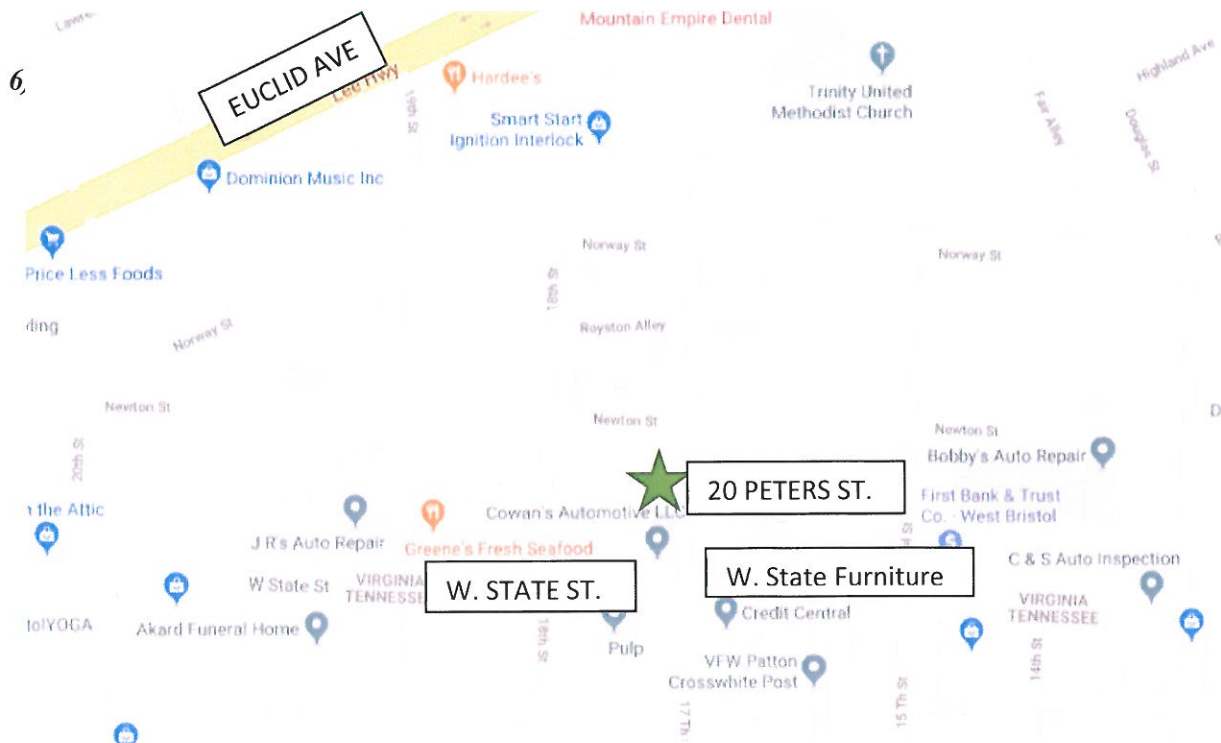 Lawre
Mountain Empire Dental
6,
EUCLID AVE
Lee Hwy
19th St
Hardee's
Smart Start
Ignition Interlock
Trinity United
Methodist Church
Highland Ave
Fair Alley
Douglas St
Dominion Music Inc
Price Less Foods
Norway St
Norway St
18th St
ding
Norway St
Royston Alley
Newton St
Newton St
Newton St
20th St
Bobby's Auto Repair
20 PETERS ST.
First Bank & Trust
Co. - West Bristol
n the Attic
Cowan's Automotive LLC
J R's Auto Repair
Greene's Fresh Seafood
W. State Furniture
C & S Auto Inspection
W State St
VIRGINIA
TENNESSEE
W. STATE ST.
VIRGINIA
TENNESSEE
Credit Central
to!YOGA
Akard Funeral Home
18th St
Pulp
14th St
VFW Patton
Crosswhite Post
17 Th
15 Th St